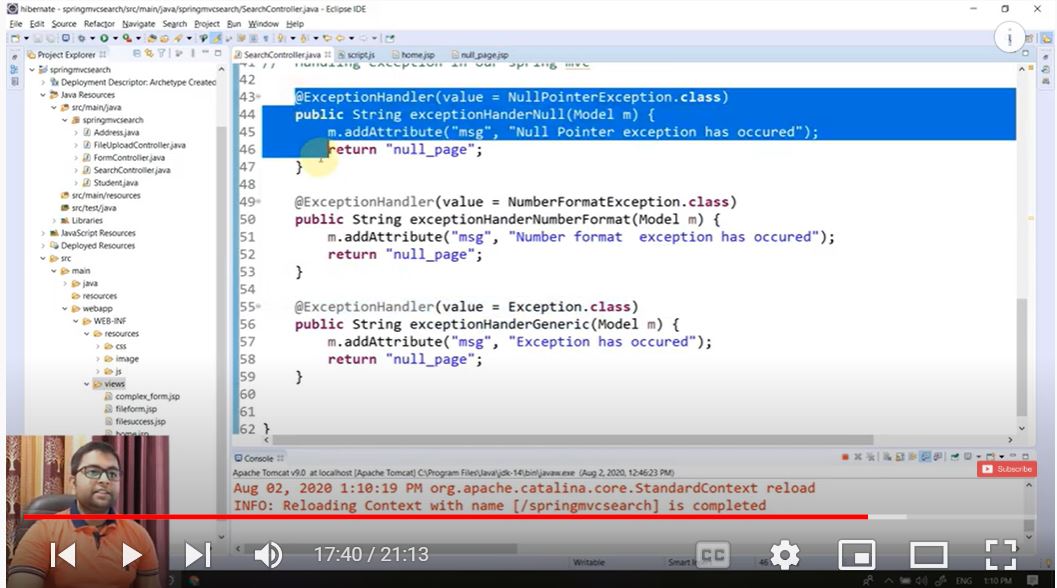 hibernate - springmvcsearch/src/main/java/springmvcsearch/SearchController.java - Eclipse IDE
File Edit Source Refactor Navigate Search Project Run Window Help
Project Explorer
SearchController.java
script.js
home.jsp
null_page.jsp
springmvcsearch
Deployment Descriptor: Archetype Created
Java Resources
src/main/java
springmvcsearch
Address.java
FileUploadController.java
FormController.java
SearchController.java
Student.java
src/main/resources
src/test/java
Libraries
JavaScript Resources
Deployed Resources
src
main
java
resources
webapp
WEB-INF
resources
css
image
js
views
complex_form.jsp
fileform.jsp
filesuccess.jsp
home.jsp
41 // Handling exception in our spring mvc
42
43 @ExceptionHandler(value = NullPointerException.class)
44 public String exceptionHanderNull(Model m) {
45 m.addAttribute("msg", "Null Pointer exception has occured");
46 return "null_page";
47 }
48
49 @ExceptionHandler(value = NumberFormatException.class)
50 public String exceptionHanderNumberFormat(Model m) {
51 m.addAttribute("msg", "Number format  exception has occured");
52 return "null_page";
53 }
54
55 @ExceptionHandler(value = Exception.class)
56 public String exceptionHanderGeneric(Model m) {
57 m.addAttribute("msg", "Exception has occured");
58 return "null_page";
59 }
60
61
62 }
Console
Apache Tomcat v9.0 at localhost [Apache Tomcat] C:\Program Files\Java\jdk-14\bin\javaw.exe (Aug 2, 2020, 12:46:23 PM)
Subscribe
Aug 02, 2020 1:10:19 PM org.apache.catalina.core.StandardContext reload
INFO: Reloading Context with name [/springmvcsearch] is completed
17:40 / 21:13
CC
Writable
Smart
46
ENG 1:10 PM